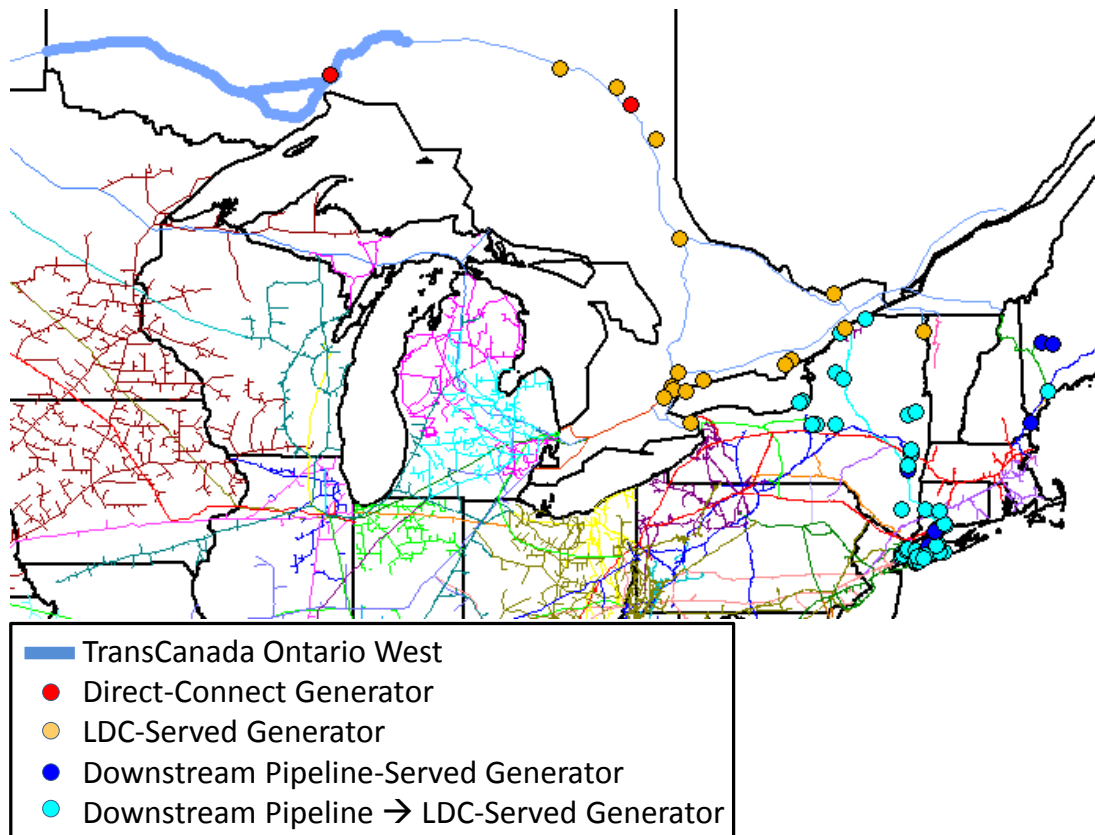 TransCanada Ontario West
Direct-Connect Generator
LDC-Served Generator
Downstream Pipeline-Served Generator
Downstream Pipeline → LDC-Served Generator